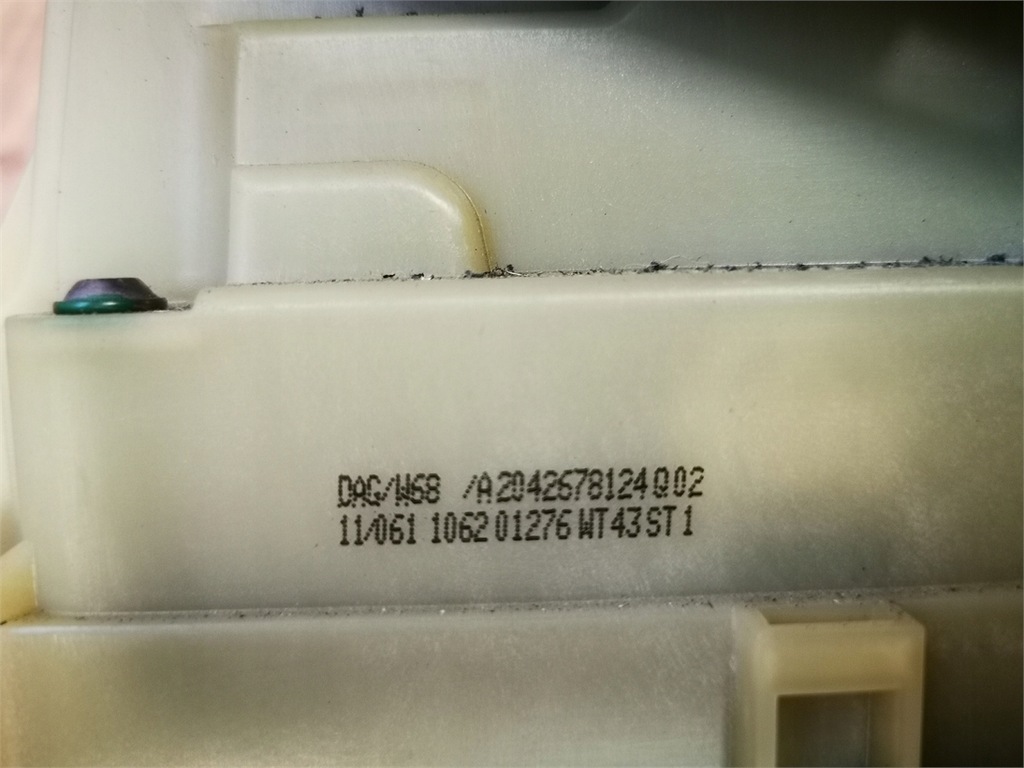 DAG/W68 /A2042678124Q02
11/061 1062 01276 WT43 ST1